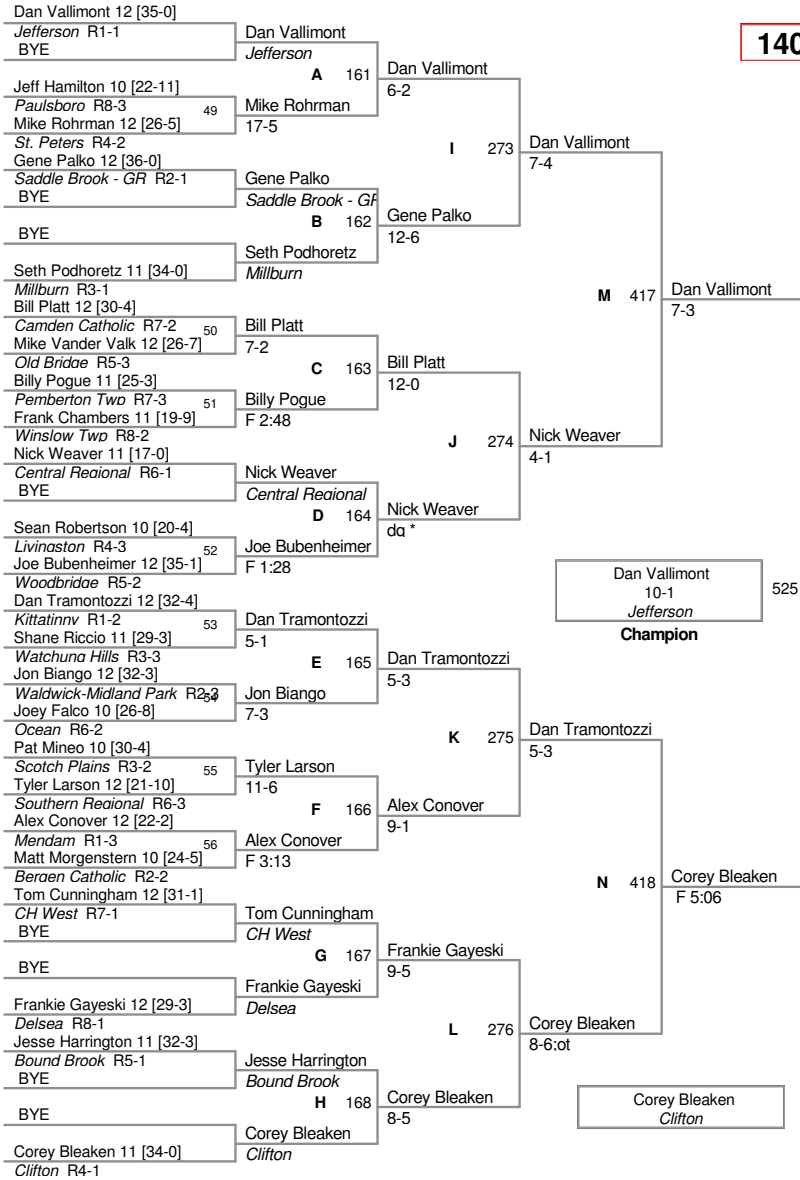 Dan Vallimont 12 [35-0]
Jefferson R1-1
BYE
Jeff Hamilton 10 [22-11]
Paulsboro R8-3
49
Mike Rohrman 12 [26-5]
St. Peters R4-2
Gene Palko 12 [36-0]
Saddle Brook - GR R2-1
BYE
BYE
Seth Podhoretz 11 [34-0]
Millburn R3-1
Bill Platt 12 [30-4]
Camden Catholic R7-2
50
Mike Vander Valk 12 [26-7]
Old Bridge R5-3
Billy Pogue 11 [25-3]
Pemberton Twp R7-3
51
Frank Chambers 11 [19-9]
Winslow Twp R8-2
Nick Weaver 11 [17-0]
Central Regional R6-1
BYE
Sean Robertson 10 [20-4]
Livingston R4-3
52
Joe Bubenheimer 12 [35-1]
Woodbridge R5-2
Dan Tramontozzi 12 [32-4]
Kittatinny R1-2
53
Shane Riccio 11 [29-3]
Watchung Hills R3-3
Jon Biango 12 [32-3]
Waldwick-Midland Park R2-3
54
Joey Falco 10 [26-8]
Ocean R6-2
Pat Mineo 10 [30-4]
Scotch Plains R3-2
55
Tyler Larson 12 [21-10]
Southern Regional R6-3
Alex Conover 12 [22-2]
Mendam R1-3
56
Matt Morgenstern 10 [24-5]
Bergen Catholic R2-2
Tom Cunningham 12 [31-1]
CH West R7-1
BYE
BYE
Frankie Gayeski 12 [29-3]
Delsea R8-1
Jesse Harrington 11 [32-3]
Bound Brook R5-1
BYE
BYE
Corey Bleaken 11 [34-0]
Clifton R4-1
Dan Vallimont
Jefferson
A 161
Mike Rohrman
17-5
Gene Palko
Saddle Brook - GR
B 162
Seth Podhoretz
Millburn
Bill Platt
7-2
C 163
Billy Pogue
F 2:48
Nick Weaver
Central Regional
D 164
Joe Bubenheimer
F 1:28
Dan Tramontozzi
5-1
E 165
Jon Biango
7-3
Tyler Larson
11-6
F 166
Alex Conover
F 3:13
Tom Cunningham
CH West
G 167
Frankie Gayeski
Delsea
Jesse Harrington
Bound Brook
H 168
Corey Bleaken
Clifton
Dan Vallimont
6-2
I 273
Gene Palko
12-6
Bill Platt
12-0
J 274
Nick Weaver
dq *
Dan Tramontozzi
5-3
K 275
Alex Conover
9-1
Frankie Gayeski
9-5
L 276
Corey Bleaken
8-5
Dan Vallimont
7-4
M 417
Nick Weaver
4-1
Dan Tramontozzi
5-3
N 418
Corey Bleaken
8-6:ot
140
Dan Vallimont
7-3
Dan Vallimont
10-1
Jefferson
525
Champion
Corey Bleaken
F 5:06
Corey Bleaken
Clifton